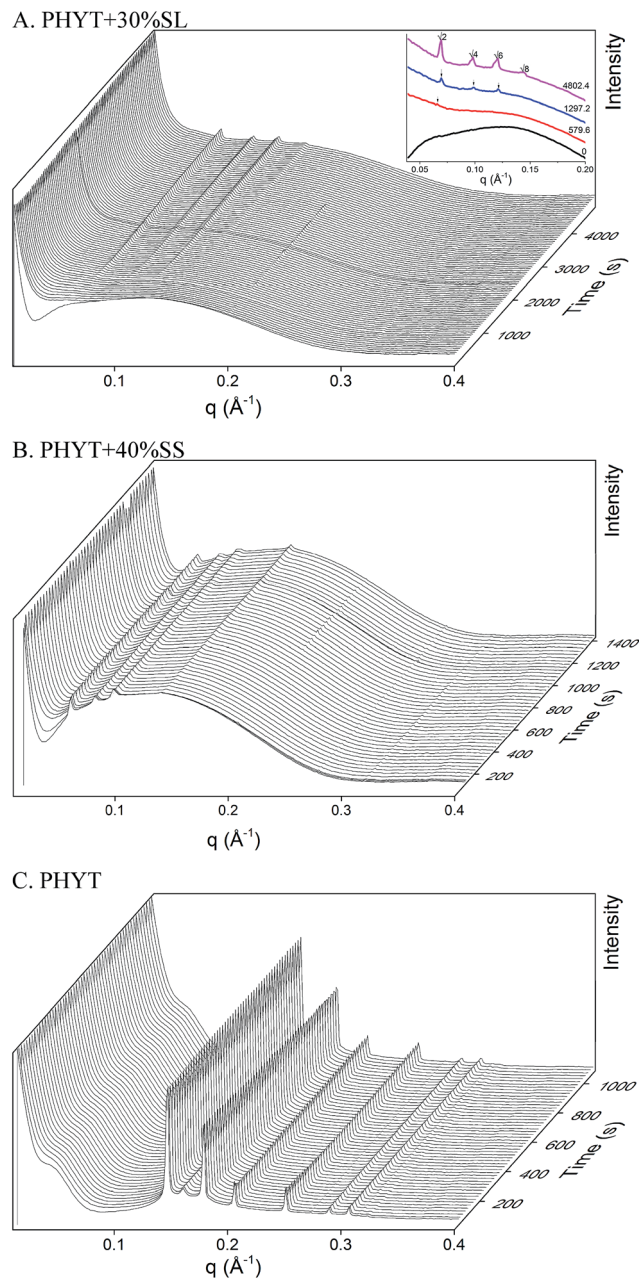 A. PHYT+30%SL
Intensity
√2
√4
√6
√8
4802.4
1297.2
579.6
0
0.05 0.10 0.15 0.20
q (Å-1)
4000
3000
2000
1000
Time (s)
0.1 0.2 0.3 0.4
q (Å-1)
B. PHYT+40%SS
Intensity
1400
1200
1000
800
600
400
200
Time (s)
0.1 0.2 0.3 0.4
q (Å-1)
C. PHYT
Intensity
1000
800
600
400
200
Time (s)
0.1 0.2 0.3 0.4
q (Å-1)